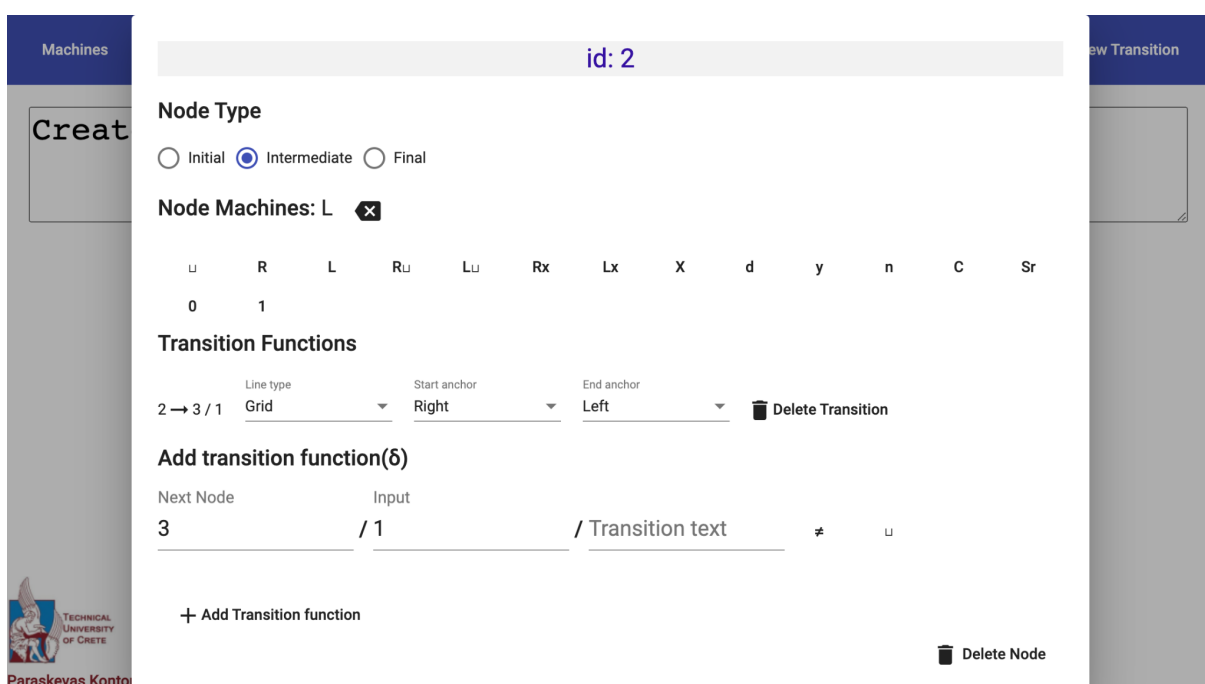 Machines
ew Transition
id: 2
Creat
Node Type
Initial Intermediate Final
Node Machines: L
⊔ R L R⊔ L⊔ Rx Lx X d y n C Sr
0 1
Transition Functions
Line type Start anchor End anchor
2 → 3 / 1 Grid Right Left Delete Transition
Add transition function(δ)
Next Node Input
3 / 1 / Transition text ≠ ⊔
+ Add Transition function
TECHNICAL
UNIVERSITY
OF CRETE
Delete Node
Paraskevas Konto